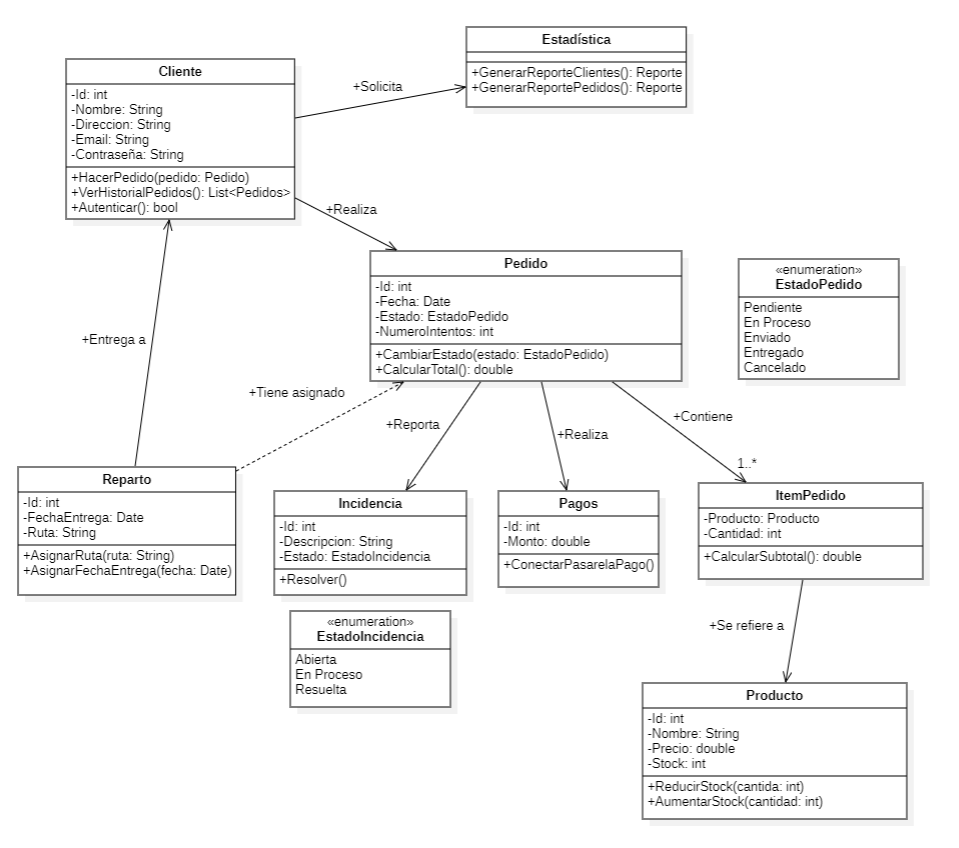 Estadística
+GenerarReporteClientes(): Reporte
+GenerarReportePedidos(): Reporte
Cliente
-Id: int
-Nombre: String
-Direccion: String
-Email: String
-Contraseña: String
+HacerPedido(pedido: Pedido)
+VerHistorialPedidos(): List<Pedidos>
+Autenticar(): bool
+Solicita
+Realiza
Pedido
-Id: int
-Fecha: Date
-Estado: EstadoPedido
-NumeroIntentos: int
+CambiarEstado(estado: EstadoPedido)
+CalcularTotal(): double
«enumeration»
EstadoPedido
Pendiente
En Proceso
Enviado
Entregado
Cancelado
+Entrega a
+Tiene asignado
+Reporta
+Realiza
+Contiene
1..*
Reparto
-Id: int
-FechaEntrega: Date
-Ruta: String
+AsignarRuta(ruta: String)
+AsignarFechaEntrega(fecha: Date)
Incidencia
-Id: int
-Descripcion: String
-Estado: EstadoIncidencia
+Resolver()
Pagos
-Id: int
-Monto: double
+ConectarPasarelaPago()
ItemPedido
-Producto: Producto
-Cantidad: int
+CalcularSubtotal(): double
«enumeration»
EstadoIncidencia
Abierta
En Proceso
Resuelta
+Se refiere a
Producto
-Id: int
-Nombre: String
-Precio: double
-Stock: int
+ReducirStock(cantida: int)
+AumentarStock(cantidad: int)